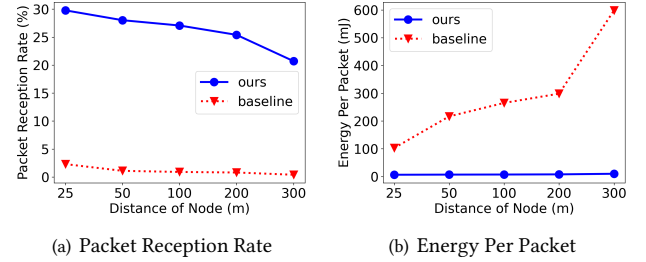 Packet Reception Rate (%)
30
25
20
15
10
5
0
ours
baseline
25 50 100 200 300
Distance of Node (m)
(a) Packet Reception Rate
Energy Per Packet (mJ)
600
500
400
300
200
100
0
ours
baseline
25 50 100 200 300
Distance of Node (m)
(b) Energy Per Packet